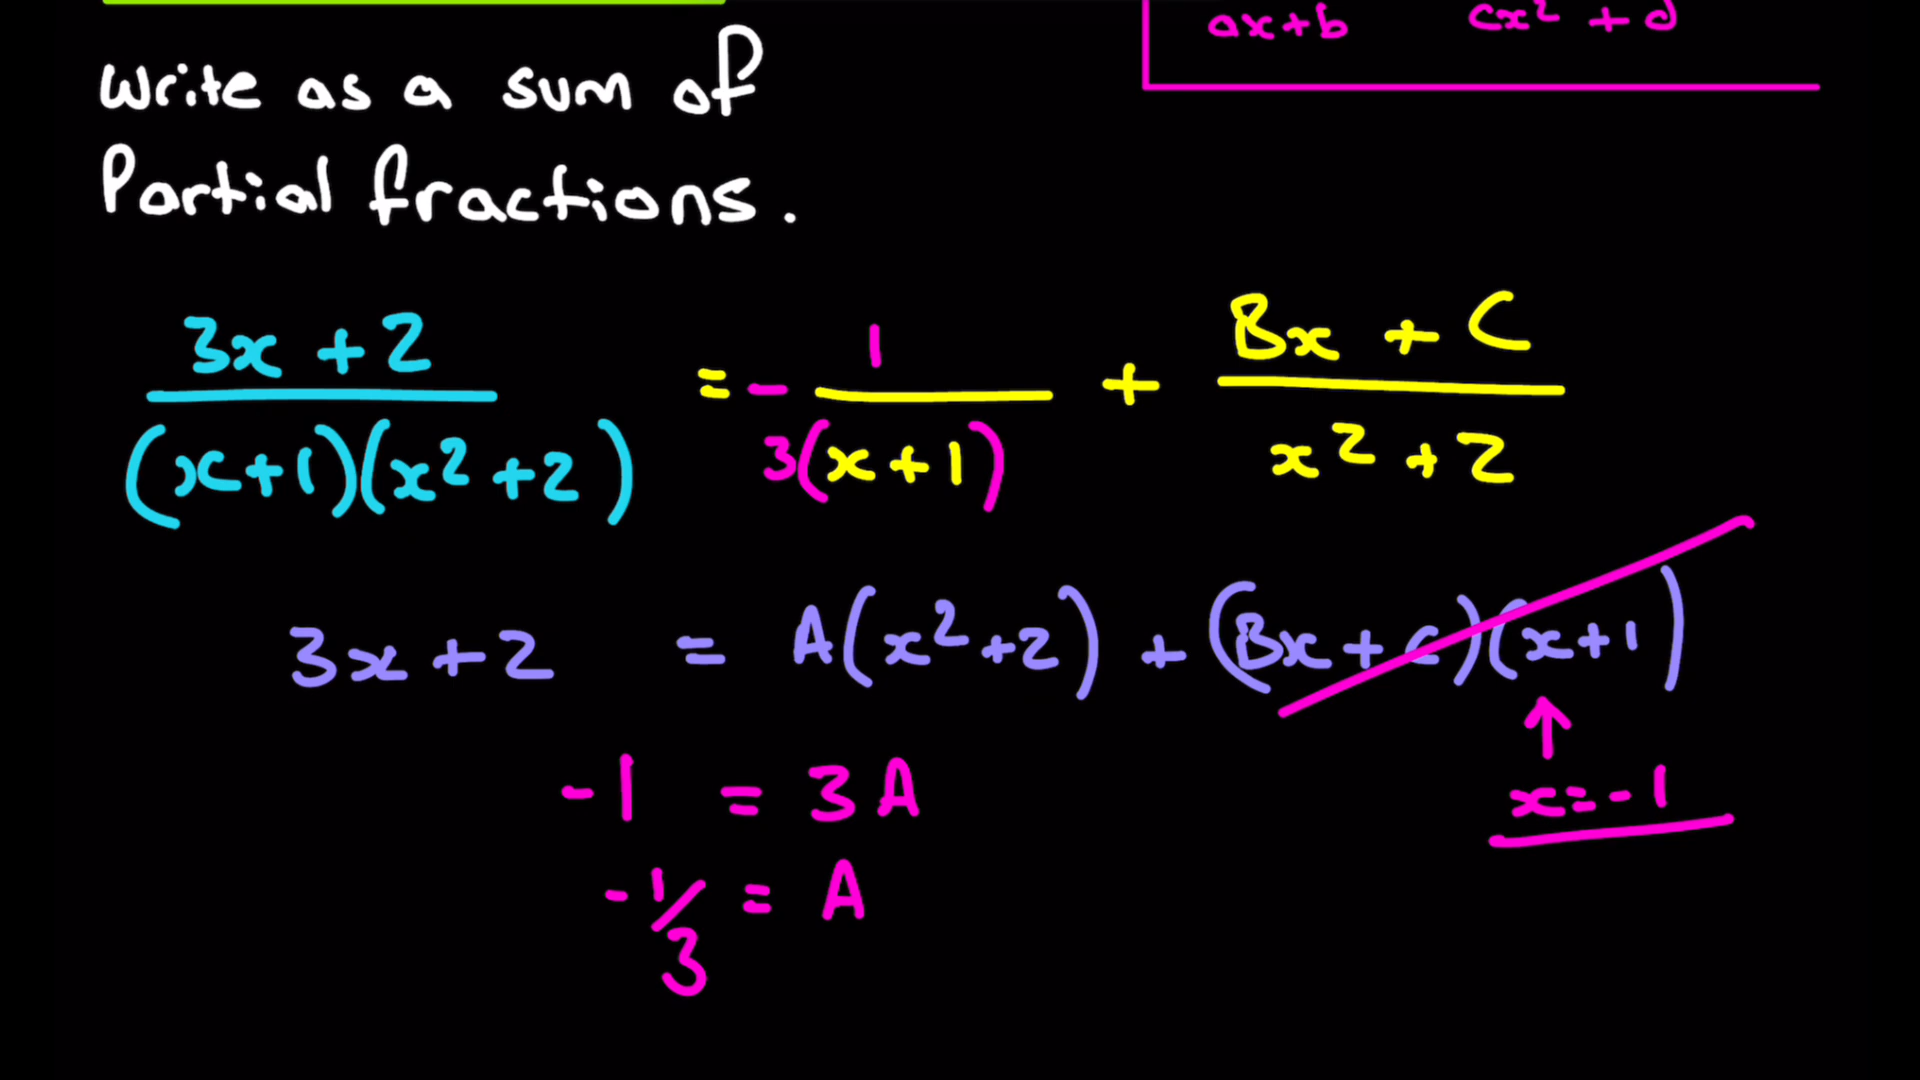 ax+b cx² + d
Write as a sum of
Partial fractions.
3x + 2 / (x+1)(x²+2) = - 1 / 3(x+1) + Bx + C / x² + 2
3x + 2 = A(x²+2) + (Bx + C)(x+1)
-1 = 3A
x=-1
-1/3 = A